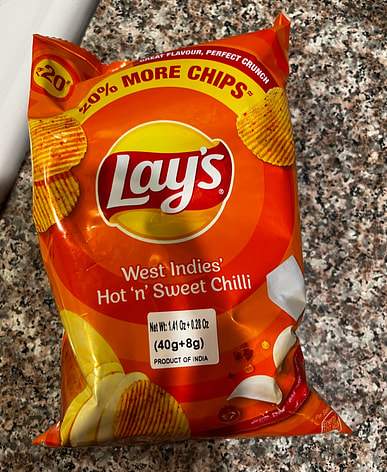 GREAT FLAVOUR, PERFECT CRUNCH
₹20
20% MORE CHIPS=
Lay's
West Indies'
Hot 'n' Sweet Chilli
Net Wt: 1.41 Oz + 0.28 Oz
(40g+8g)
PRODUCT OF INDIA